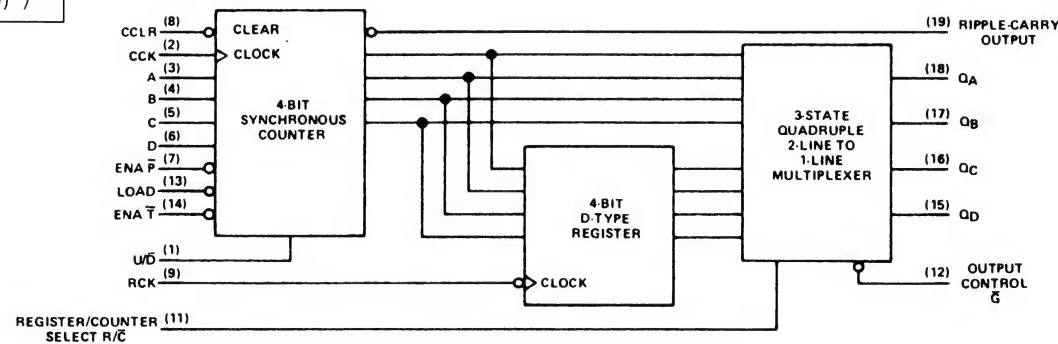 CCLR (8)
CLEAR
CCK (2)
CLOCK
A (3)
B (4)
C (5)
D (6)
ENA P̅ (7)
LOAD (13)
ENA T̅ (14)
4-BIT
SYNCHRONOUS
COUNTER
U/D̅ (1)
RCK (9)
REGISTER/COUNTER (11)
SELECT R/C̅
4-BIT
D-TYPE
REGISTER
CLOCK
3-STATE
QUADRUPLE
2-LINE TO
1-LINE
MULTIPLEXER
(19) RIPPLE-CARRY
OUTPUT
(18) QA
(17) QB
(16) QC
(15) QD
(12) OUTPUT
CONTROL
G̅